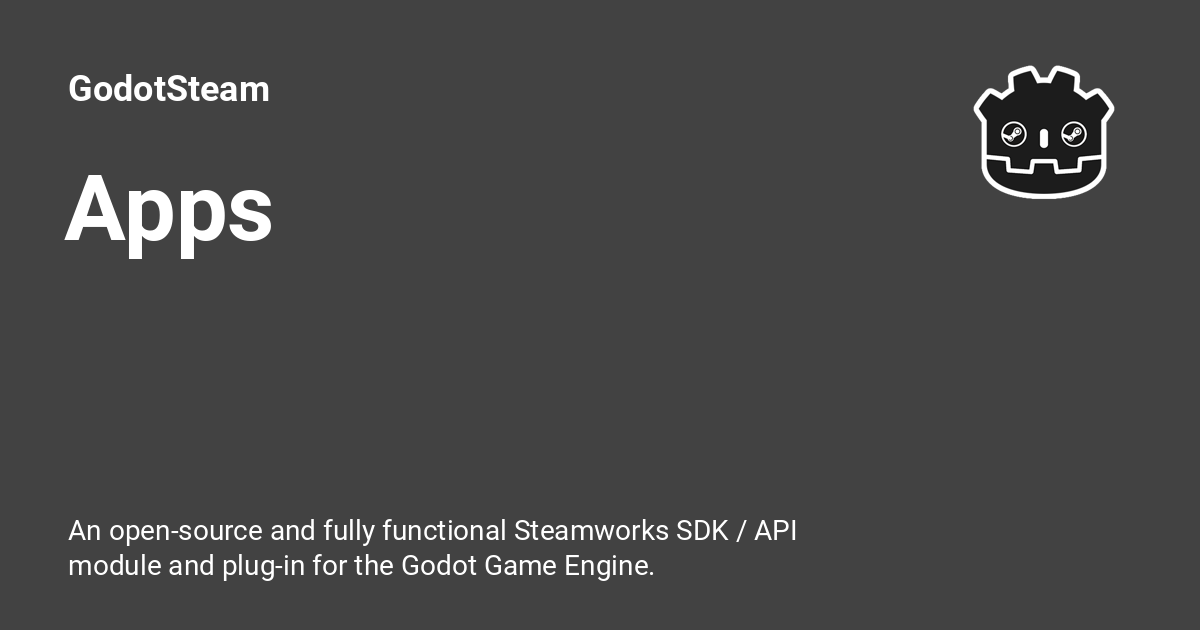 GodotSteam
Apps
An open-source and fully functional Steamworks SDK / API
module and plug-in for the Godot Game Engine.